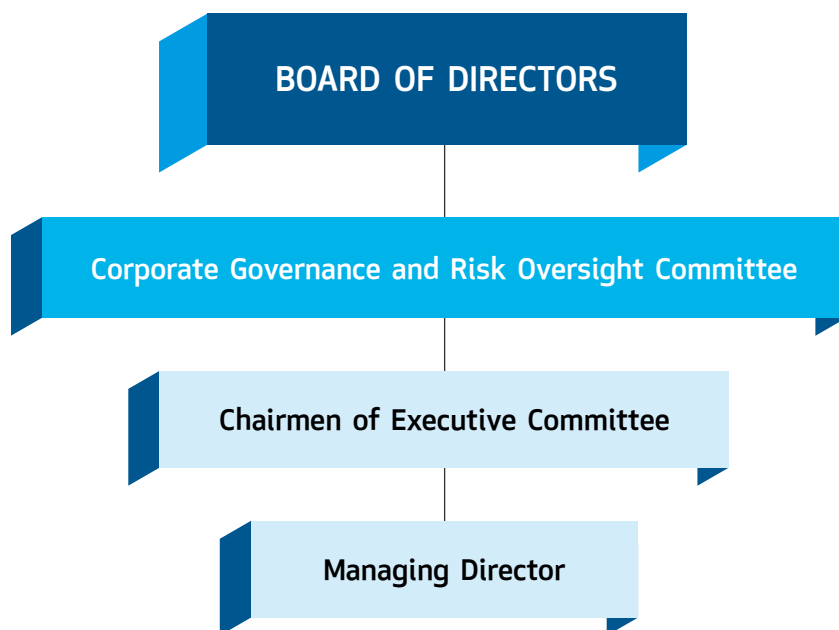 BOARD OF DIRECTORS
Corporate Governance and Risk Oversight Committee
Chairmen of Executive Committee
Managing Director